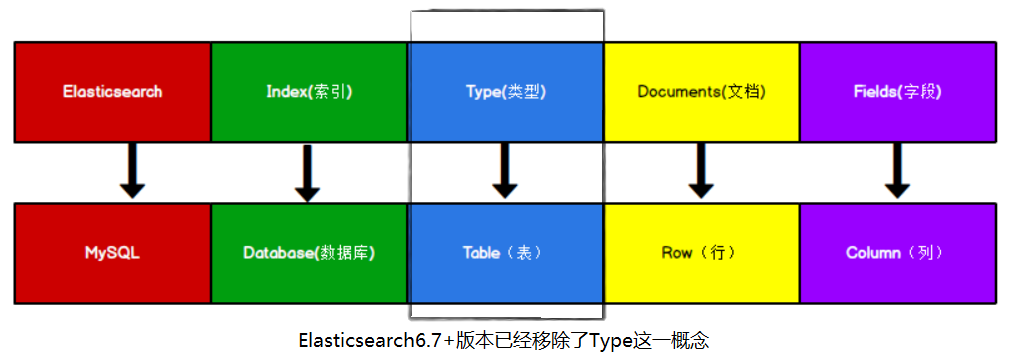 Elasticsearch
Index(索引)
Type(类型)
Documents(文档)
Fields(字段)
MySQL
Database(数据库)
Table（表）
Row（行）
Column（列）
Elasticsearch6.7+版本已经移除了Type这一概念